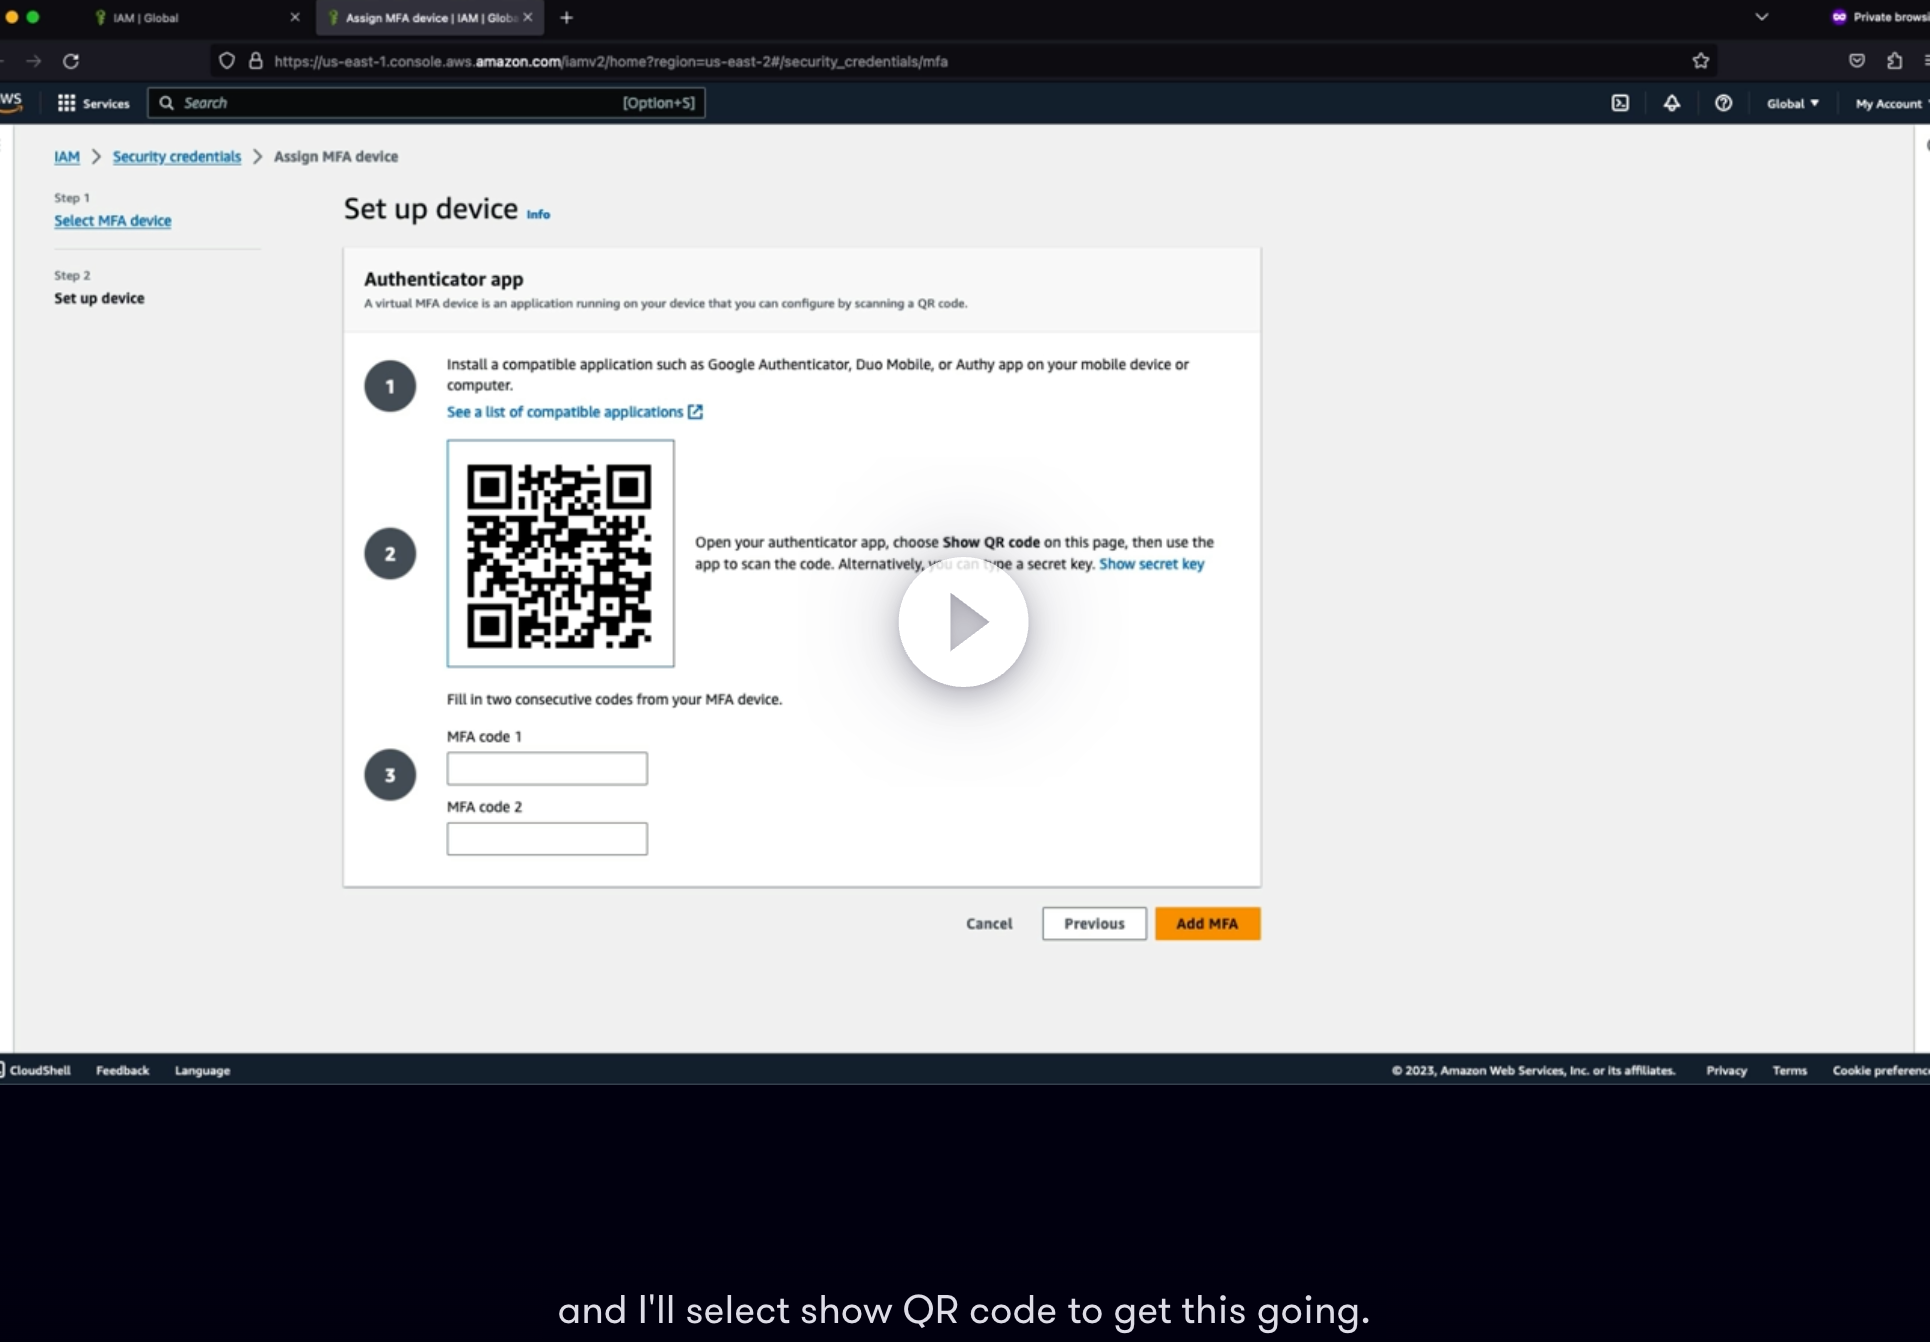 IAM | Global
Assign MFA device | IAM | Glob
Private brows
https://us-east-1.console.aws.amazon.com/iamv2/home?region=us-east-2#/security_credentials/mfa
Services
Search
[Option+S]
Global
My Account
IAM > Security credentials > Assign MFA device
Step 1
Select MFA device
Step 2
Set up device
Set up device Info
Authenticator app
A virtual MFA device is an application running on your device that you can configure by scanning a QR code.
1
Install a compatible application such as Google Authenticator, Duo Mobile, or Authy app on your mobile device or
computer.
See a list of compatible applications
2
Open your authenticator app, choose Show QR code on this page, then use the
app to scan the code. Alternatively, you can type a secret key. Show secret key
Fill in two consecutive codes from your MFA device.
3
MFA code 1
MFA code 2
Cancel
Previous
Add MFA
CloudShell
Feedback
Language
© 2023, Amazon Web Services, Inc. or its affiliates.
Privacy
Terms
Cookie preferenc
and I'll select show QR code to get this going.